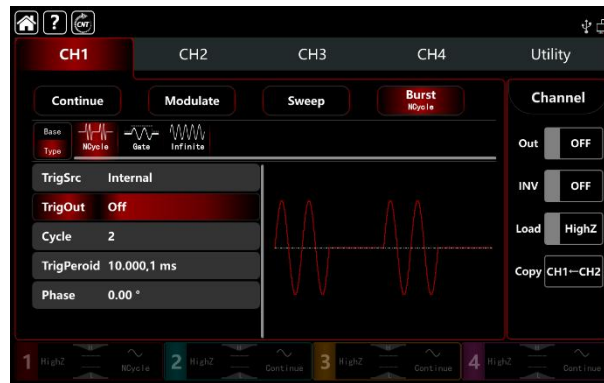 ? CNT
CH1 CH2 CH3 CH4 Utility
Continue Modulate Sweep Burst NCycle Channel
Base Type NCycle Gate Infinite
Out OFF
TrigSrc Internal
INV OFF
TrigOut Off
Cycle 2
Load HighZ
TrigPeroid 10.000,1 ms
Copy CH1←CH2
Phase 0.00 °
1 HighZ NCycle 2 HighZ Continue 3 HighZ Continue 4 HighZ Continue